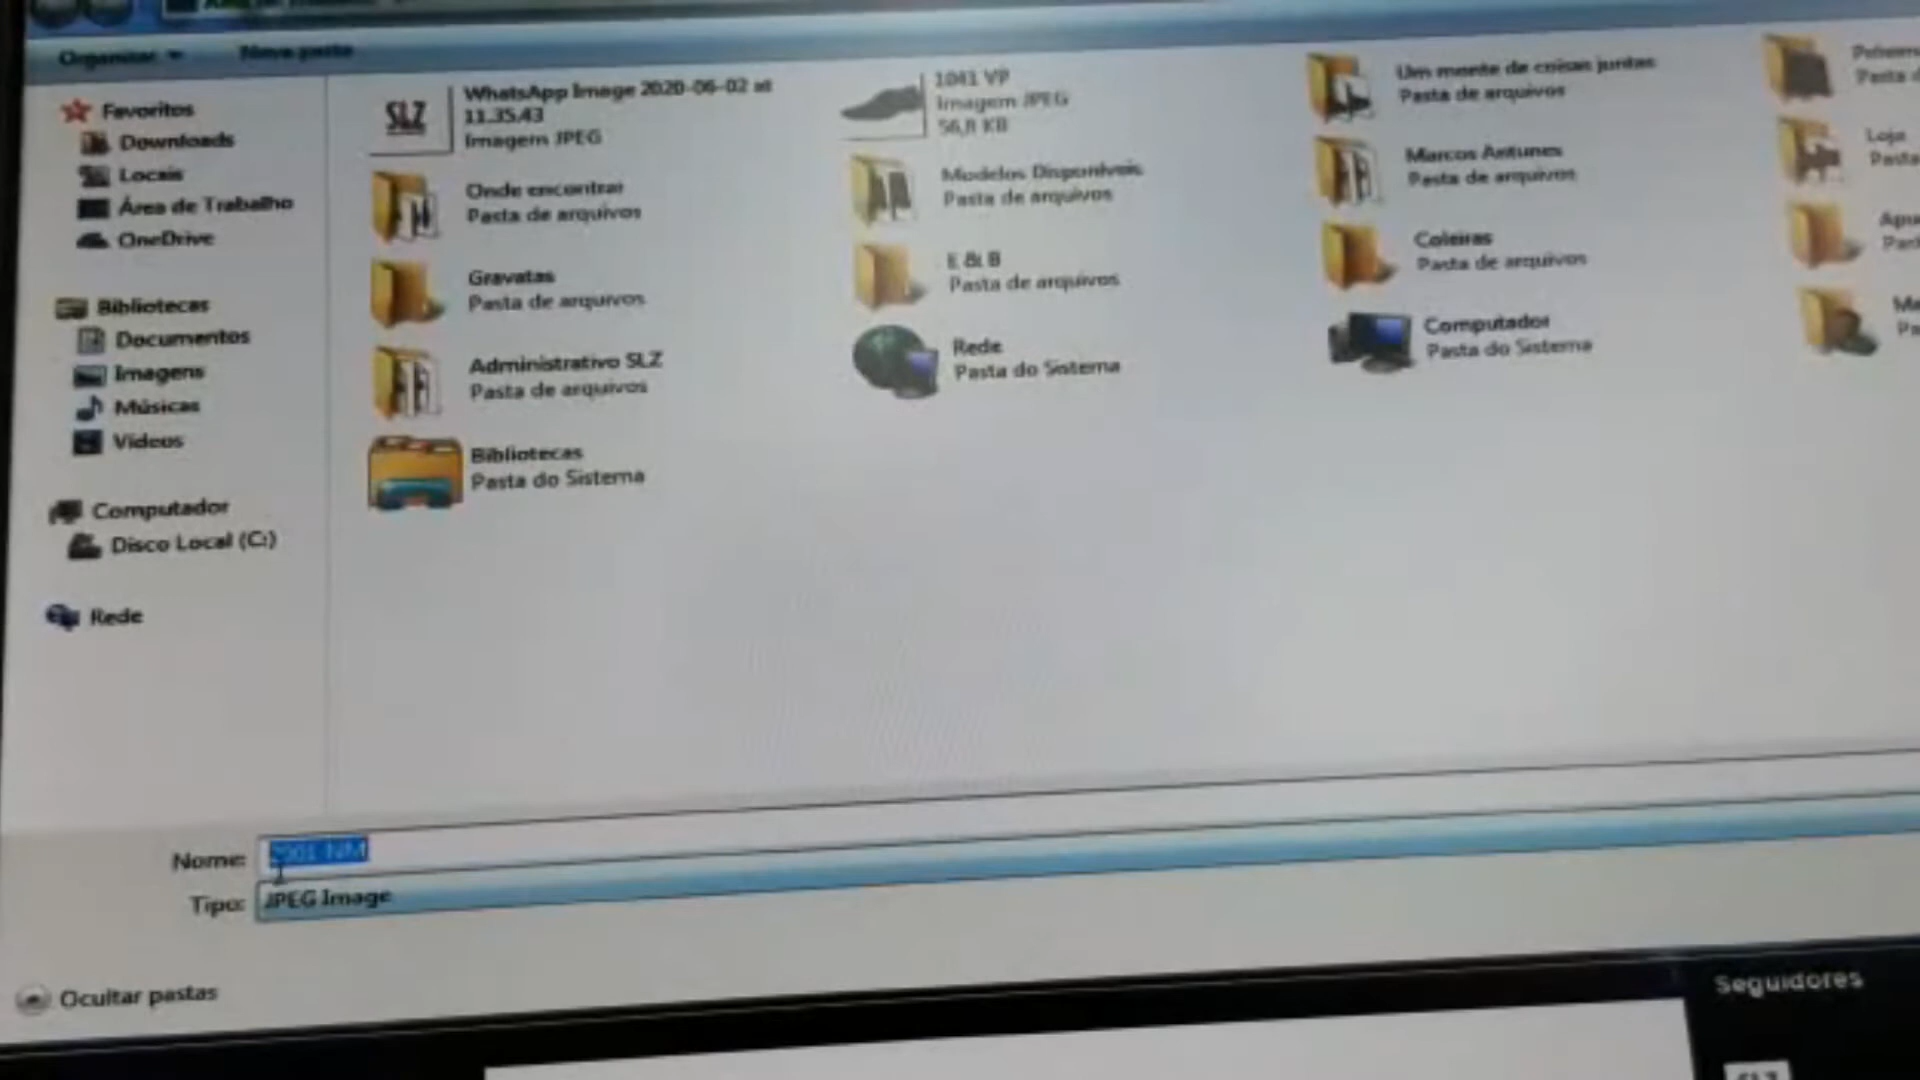 Organizar
Nova pasta
Favoritos
Downloads
Locais
Área de Trabalho
OneDrive
Bibliotecas
Documentos
Imagens
Músicas
Vídeos
Computador
Disco Local (C:)
Rede
SLZ
WhatsApp Image 2020-06-02 at
11.35.43
Imagem JPEG
1041 VP
Imagem JPEG
56,8 KB
Um monte de coisas juntas
Pasta de arquivos
Onde encontrar
Pasta de arquivos
Modelos Disponíveis
Pasta de arquivos
Marcos Antunes
Pasta de arquivos
Loja
Pasta
Gravatas
Pasta de arquivos
E & B
Pasta de arquivos
Coleiras
Pasta de arquivos
Administrativo SLZ
Pasta de arquivos
Rede
Pasta do Sistema
Computador
Pasta do Sistema
Bibliotecas
Pasta do Sistema
Nome:
Tipo: JPEG Image
Ocultar pastas
Seguidores